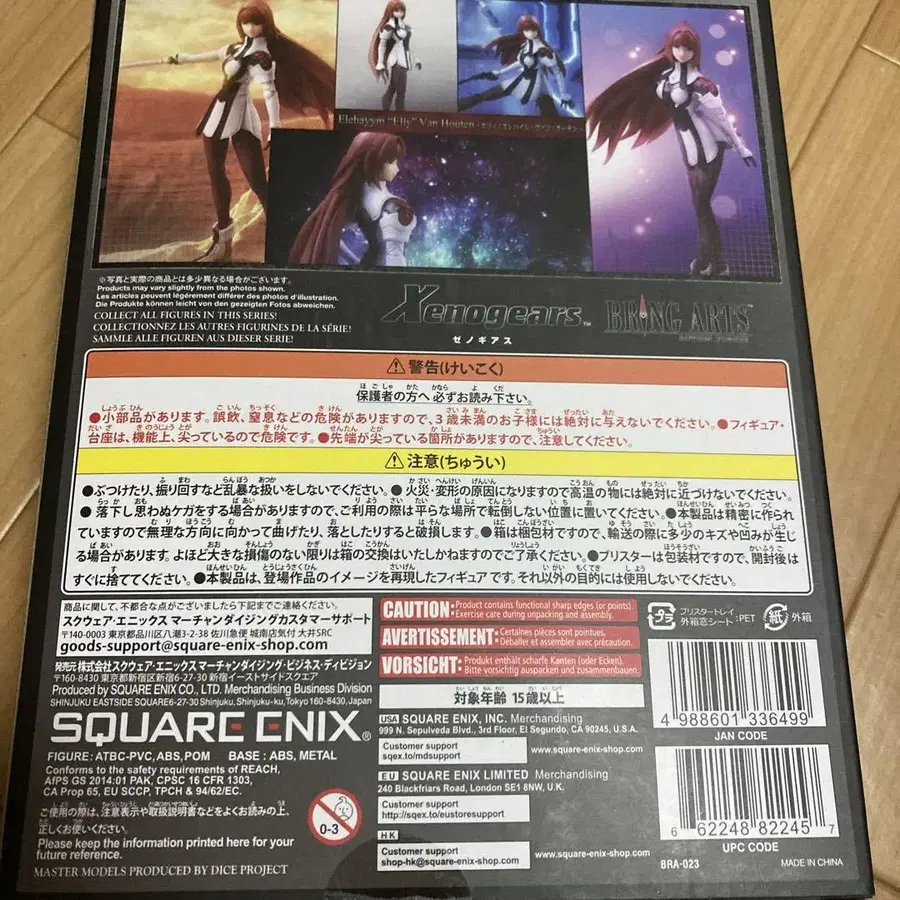 Elehayym "Elly" Van Houten
※写真と実際の商品とは多少異なる場合がございます。
Products may vary slightly from the photos shown.
Les articles peuvent légèrement différer des photos d'illustration.
Die Produkte können leicht von den gezeigten Fotos abweichen.
COLLECT ALL FIGURES IN THIS SERIES!
COLLECTIONNEZ LES AUTRES FIGURINES DE LA SÉRIE!
SAMMLE ALLE FIGUREN AUS DIESER SERIE!
Xenogears™
ゼノギアス
BRING ARTS™
⚠警告(けいこく)
保護者の方へ 必ずお読み下さい。
●小部品があります。誤飲、窒息などの危険がありますので、3歳未満のお子様には絶対に与えないでください。●フィギュア・
台座は、機能上、尖っているので危険です。●先端が尖っている箇所がありますので、注意してください。
⚠注意(ちゅうい)
●ぶつけたり、振り回すなど乱暴な扱いをしないでください。●火災・変形の原因になりますので高温の物には絶対に近づけないでください。
●落下し思わぬケガをする場合がありますので、ご利用の際は平らな場所で転倒しない位置に置いてください。●本製品は精密に作られ
ていますので無理な方向に向かって曲げたり、落としたりすると破損します。●箱は梱包材ですので、輸送の際に多少のキズや凹みが生じ
る場合があります。よほど大きな損傷のない限りは箱の交換はいたしかねますのでご了承ください。●ブリスターは包装材ですので、開封後は
すぐに捨ててください。●本製品は、登場作品のイメージを再現したフィギュアです。それ以外の目的には使用しないでください。
商品に関して、不都合な点がございましたら下記までご連絡ください。
スクウェア・エニックス マーチャンダイジングカスタマーサポート
〒140-0003 東京都品川区八潮3-2-38 佐川急便 城南店気付 大井SRC
goods-support@square-enix-shop.com
発売元 株式会社スクウェア・エニックス マーチャンダイジング・ビジネス・ディビジョン
〒160-8430 東京都新宿区新宿6-27-30 新宿イーストサイドスクエア
Produced by SQUARE ENIX CO., LTD. Merchandising Business Division
SHINJUKU EASTSIDE SQUARE6-27-30 Shinjuku, Shinjuku-ku, Tokyo 160-8430, Japan
SQUARE ENIX®
FIGURE : ATBC-PVC, ABS, POM BASE : ABS, METAL
Conforms to the safety requirements of REACH,
AfPS GS 2014:01 PAK, CPSC 16 CFR 1303,
CA Prop 65, EU SCCP, TPCH & 94/62/EC.
ご使用の際は、注意表示や取扱説明書などをよくお読みの上、
正しくお使いください。
Please keep the information printed here for your
future reference.
MASTER MODELS PRODUCED BY DICE PROJECT
0-3
CAUTION
•Product contains functional sharp edges (or points).
Exercise care during unpacking and assembly.
AVERTISSEMENT
•Certaines pièces sont pointues.
•Déballer et assembler avec précaution.
VORSICHT
•Produkt enthält scharfe Kanten (oder Ecken).
•Bitte vorsichtig auspacken und zusammenbauen.
対象年齢 15歳以上
USA SQUARE ENIX, INC. Merchandising
999 N. Sepulveda Blvd., 3rd Floor, El Segundo, CA 90245, U.S.A.
Customer support
sqex.to/mdsupport
www.square-enix-shop.com
EU SQUARE ENIX LIMITED Merchandising
240 Blackfriars Road, London SE1 8NW, U.K.
Customer support
http://sqex.to/eustoresupport
HK
Customer support
shop-hk@square-enix-shop.com
www.square-enix-shop.com
プラ
ブリスタートレイ
外箱窓シート：PET
紙
外箱
4 988601 336499
JAN CODE
6 62248 82245 7
UPC CODE
BRA-023
MADE IN CHINA